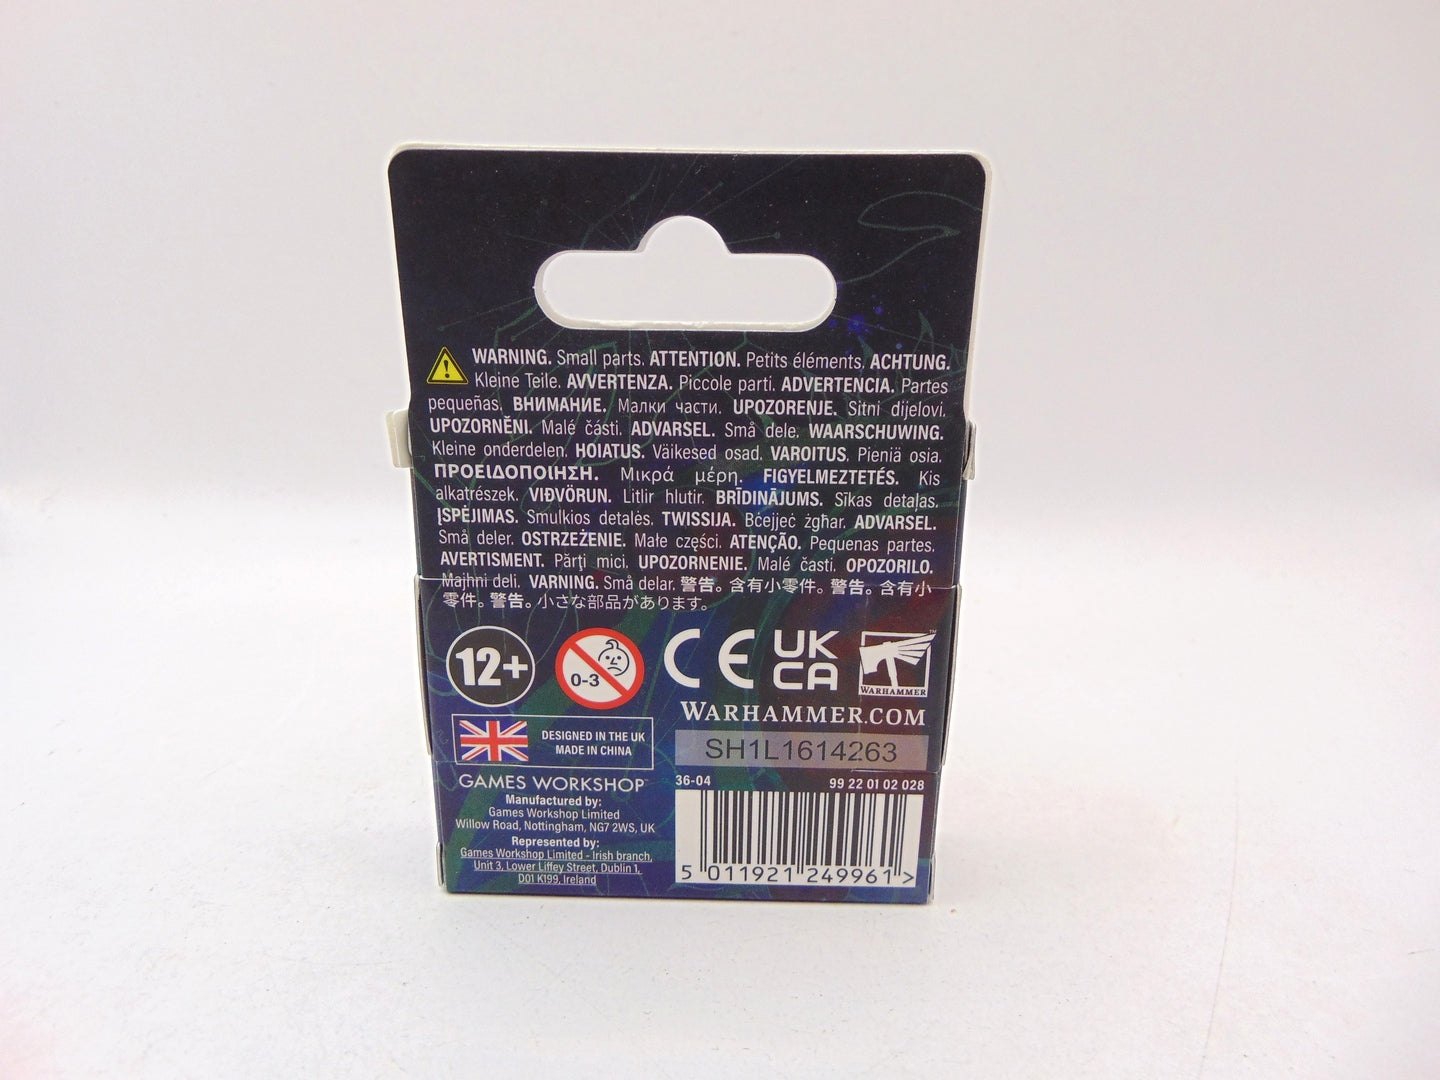 WARNING. Small parts. ATTENTION. Petits éléments. ACHTUNG.
Kleine Teile. AVVERTENZA. Piccole parti. ADVERTENCIA. Partes
pequeñas. ВНИМАНИЕ. Малки части. UPOZORENJE. Sitni dijelovi.
UPOZORNĚNI. Malé části. ADVARSEL. Små dele. WAARSCHUWING.
Kleine onderdelen. HOIATUS. Väikesed osad. VAROITUS. Pieniä osia.
ΠΡΟΕΙΔΟΠΟΙΗΣΗ. Μικρά μέρη. FIGYELMEZTETÉS. Kis
alkatrészek. VIÐVÖRUN. Litlir hlutir. BRĪDINĀJUMS. Sīkas detaļas.
ĮSPĖJIMAS. Smulkios detalės. TWISSIJA. Bċejjeċ żgħar. ADVARSEL.
Små deler. OSTRZEŻENIE. Małe części. ATENÇÃO. Pequenas partes.
AVERTISMENT. Părţi mici. UPOZORNENIE. Malé časti. OPOZORILO.
Majhni deli. VARNING. Små delar. 警告。含有小零件。警告。含有小
零件。警告。小さな部品があります。
12+
0-3
CE
UK
CA
WARHAMMER
™
WARHAMMER.COM
DESIGNED IN THE UK
MADE IN CHINA
SH1L1614263
GAMES WORKSHOP™
36-04
99 22 01 02 028
Manufactured by:
Games Workshop Limited
Willow Road, Nottingham, NG7 2WS, UK
Represented by:
Games Workshop Limited - Irish branch,
Unit 3, Lower Liffey Street, Dublin 1,
D01 K199, Ireland
5 011921 249961 >